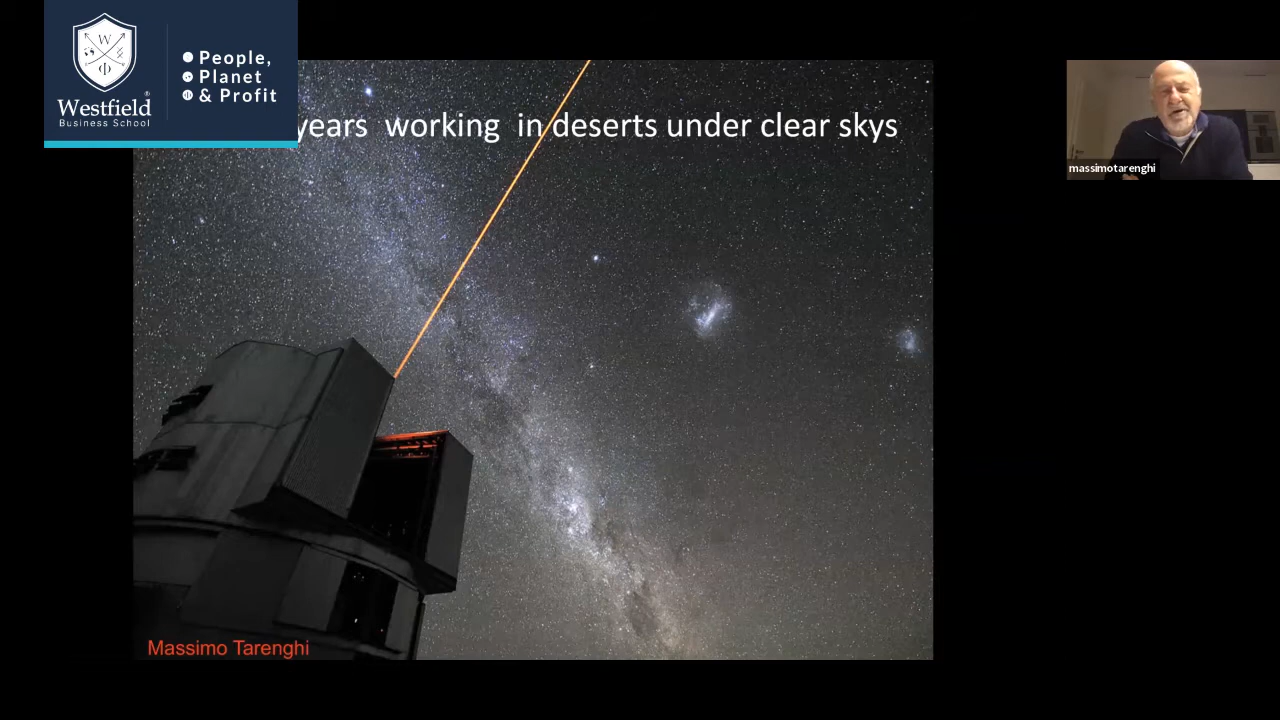 W
Φ
Westfield®
Business School
People,
Planet
& Profit
years working in deserts under clear skys
massimotarenghi
Massimo Tarenghi